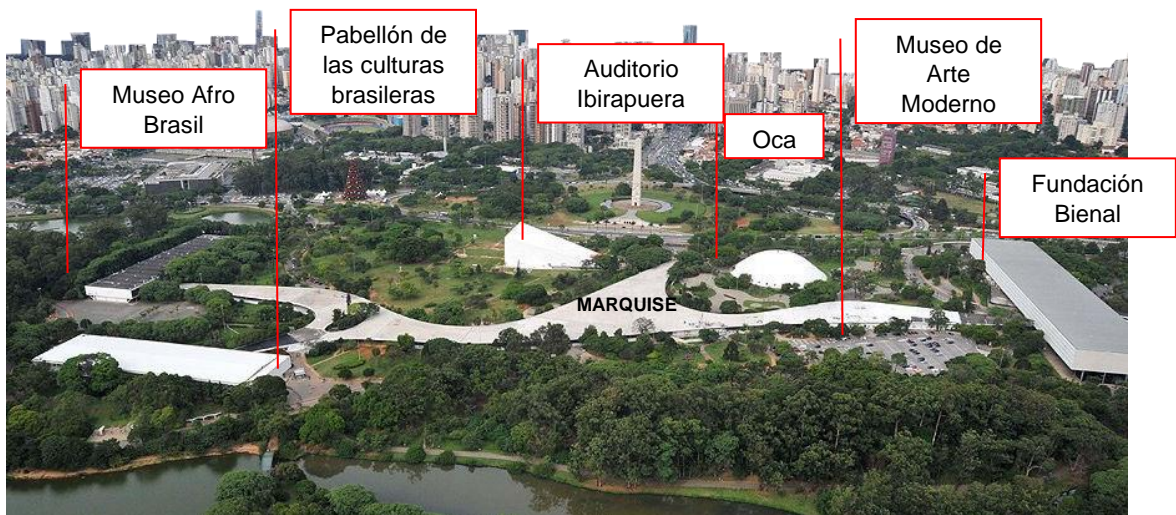 Museo Afro
Brasil
Pabellón de
las culturas
brasileras
Auditorio
Ibirapuera
Oca
Museo de
Arte
Moderno
Fundación
Bienal
MARQUISE